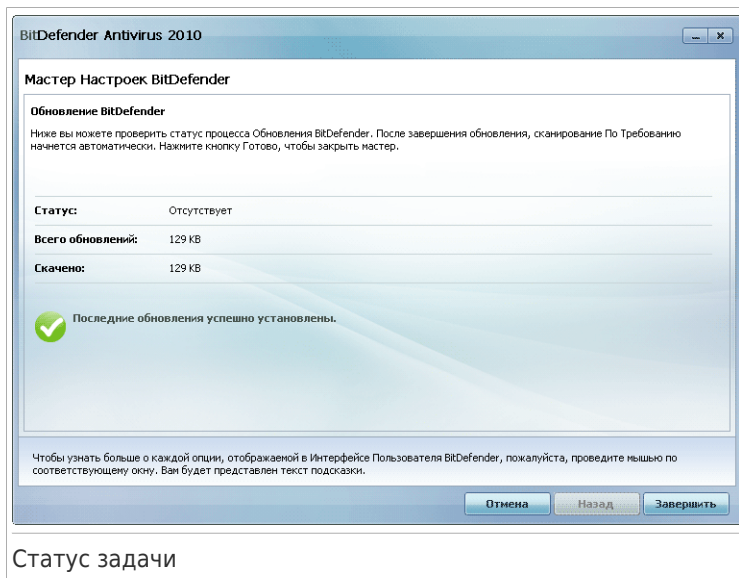 BitDefender Antivirus 2010
Мастер Настроек BitDefender
Обновление BitDefender
Ниже вы можете проверить статус процесса Обновления BitDefender. После завершения обновления, сканирование По Требованию
начнется автоматически. Нажмите кнопку Готово, чтобы закрыть мастер.
Статус: Отсутствует
Всего обновлений: 129 KB
Скачено: 129 KB
Последние обновления успешно установлены.
Чтобы узнать больше о каждой опции, отображаемой в Интерфейсе Пользователя BitDefender, пожалуйста, проведите мышью по
соответствующему окну. Вам будет представлен текст подсказки.
Отмена Назад Завершить
Статус задачи